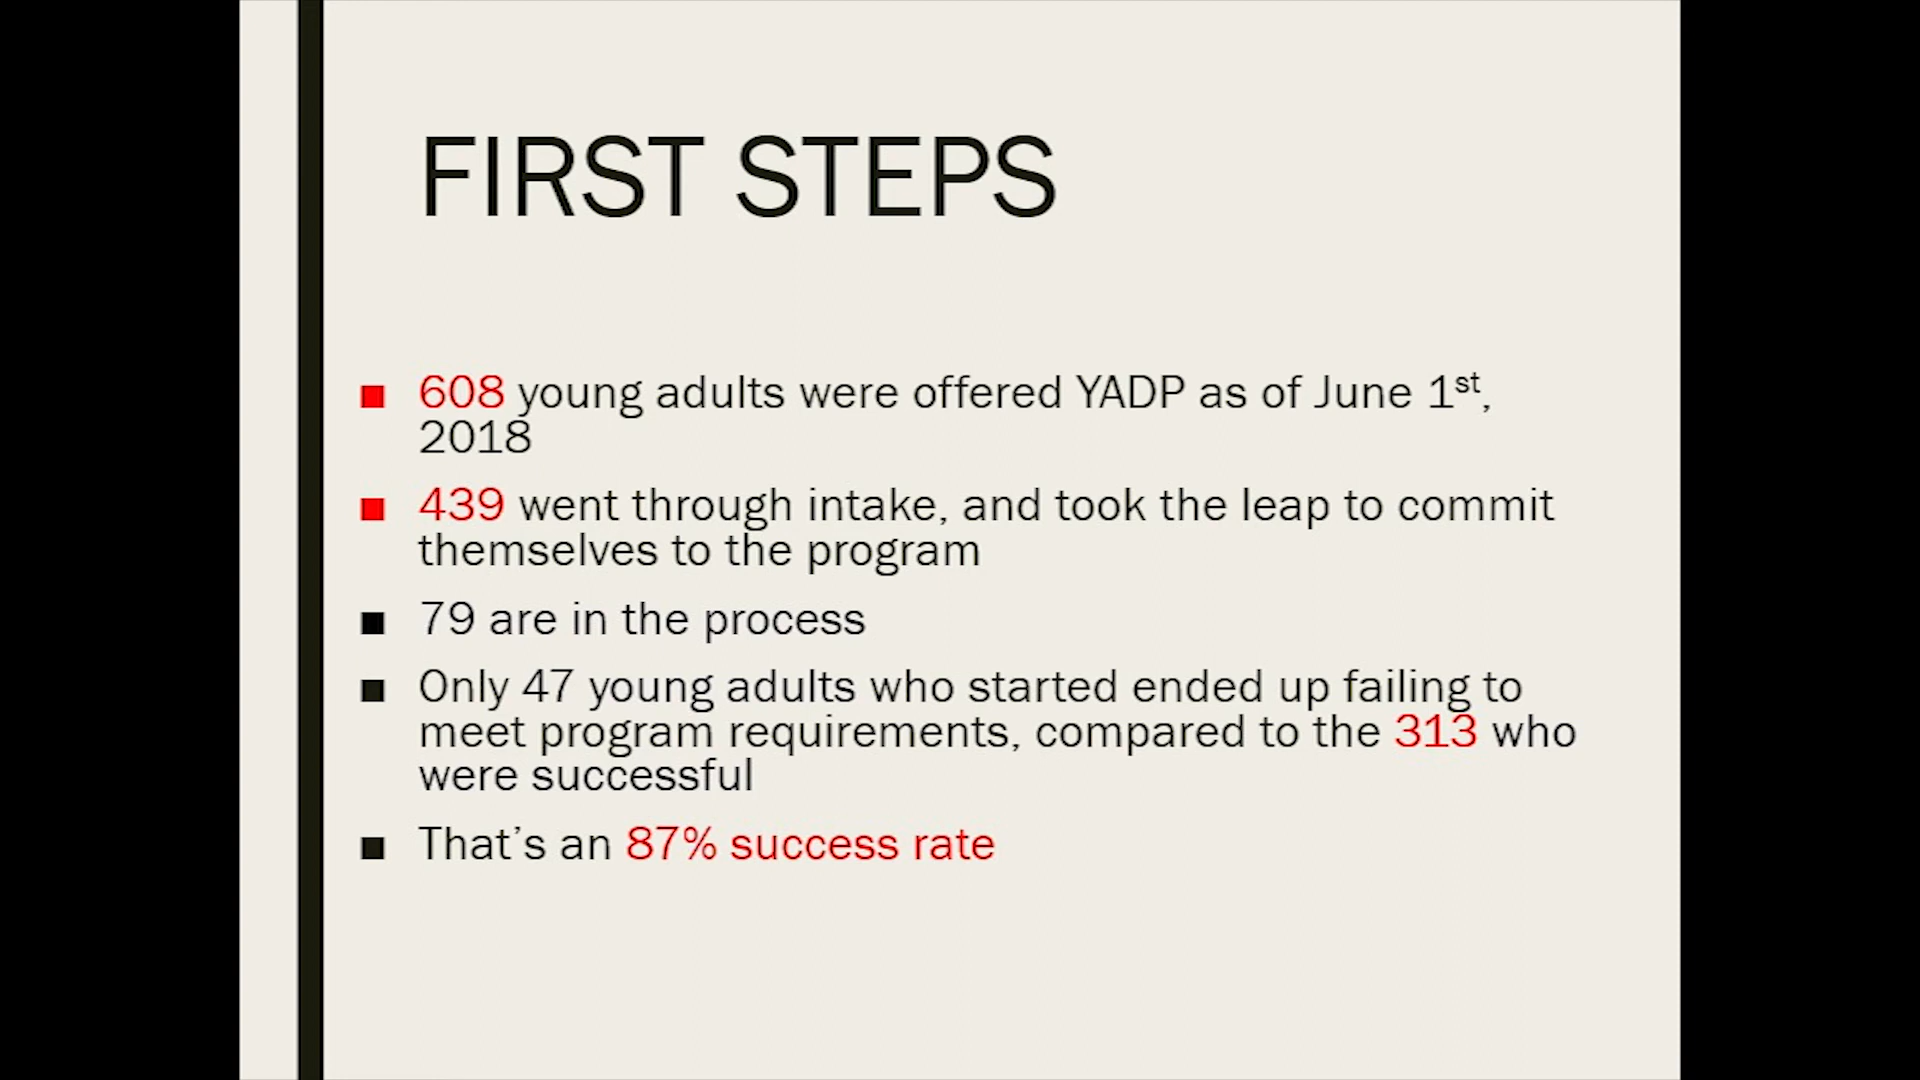 FIRST STEPS
■ 608 young adults were offered YADP as of June 1st,
2018
■ 439 went through intake, and took the leap to commit
themselves to the program
■ 79 are in the process
■ Only 47 young adults who started ended up failing to
meet program requirements, compared to the 313 who
were successful
■ That’s an 87% success rate